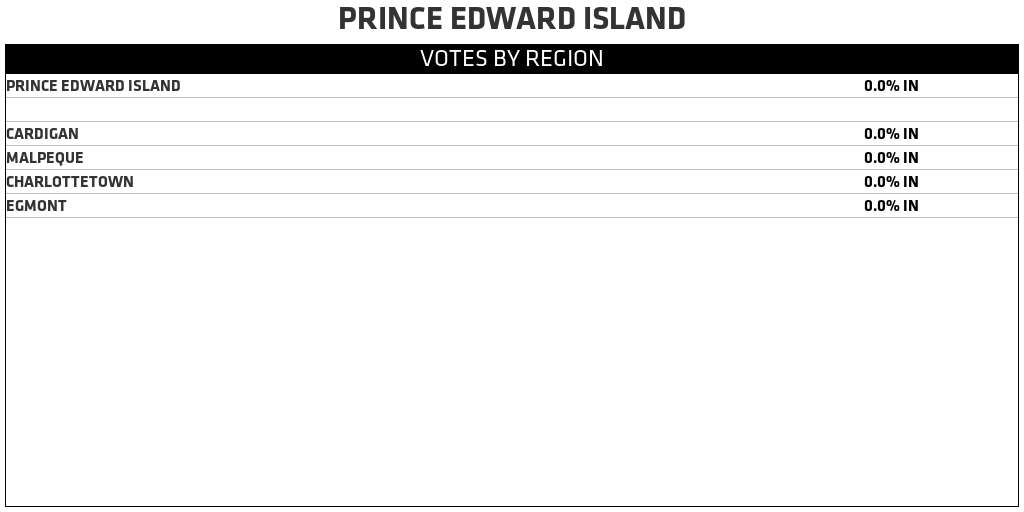 PRINCE EDWARD ISLAND
VOTES BY REGION
PRINCE EDWARD ISLAND 0.0% IN
CARDIGAN 0.0% IN
MALPEQUE 0.0% IN
CHARLOTTETOWN 0.0% IN
EGMONT 0.0% IN